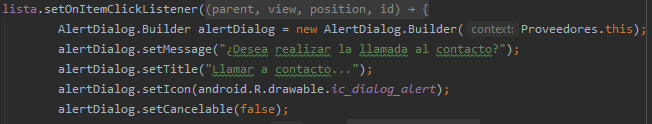 lista.setOnItemClickListener((parent, view, position, id) → {
AlertDialog.Builder alertDialog = new AlertDialog.Builder( context: Proveedores.this);
alertDialog.setMessage("¿Desea realizar la llamada al contacto?");
alertDialog.setTitle("Llamar a contacto...");
alertDialog.setIcon(android.R.drawable.ic_dialog_alert);
alertDialog.setCancelable(false);